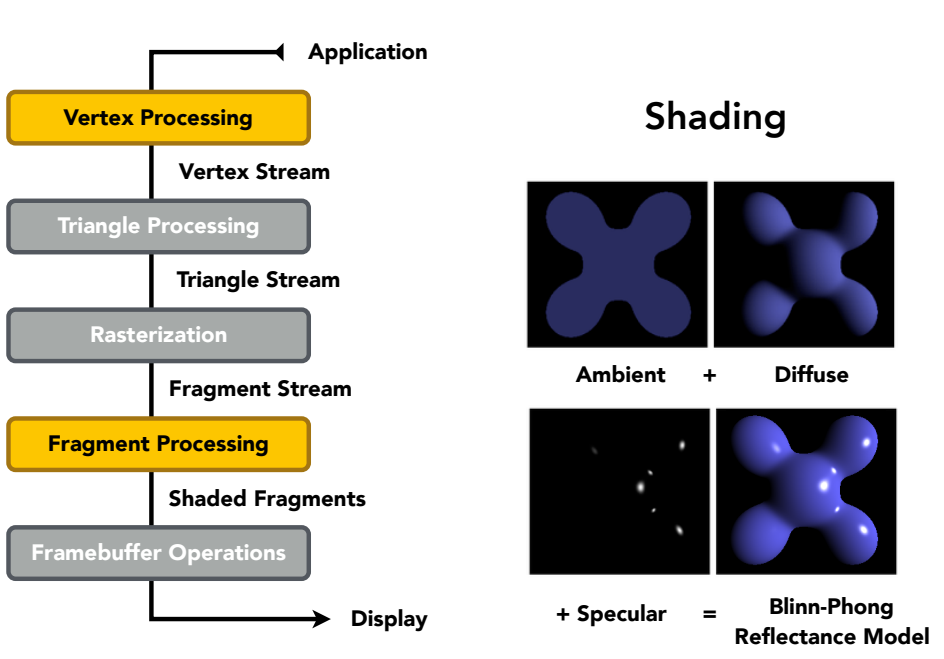 Application
Vertex Processing
Vertex Stream
Triangle Processing
Triangle Stream
Rasterization
Fragment Stream
Fragment Processing
Shaded Fragments
Framebuffer Operations
Display
Shading
Ambient + Diffuse
+ Specular = Blinn-Phong
Reflectance Model